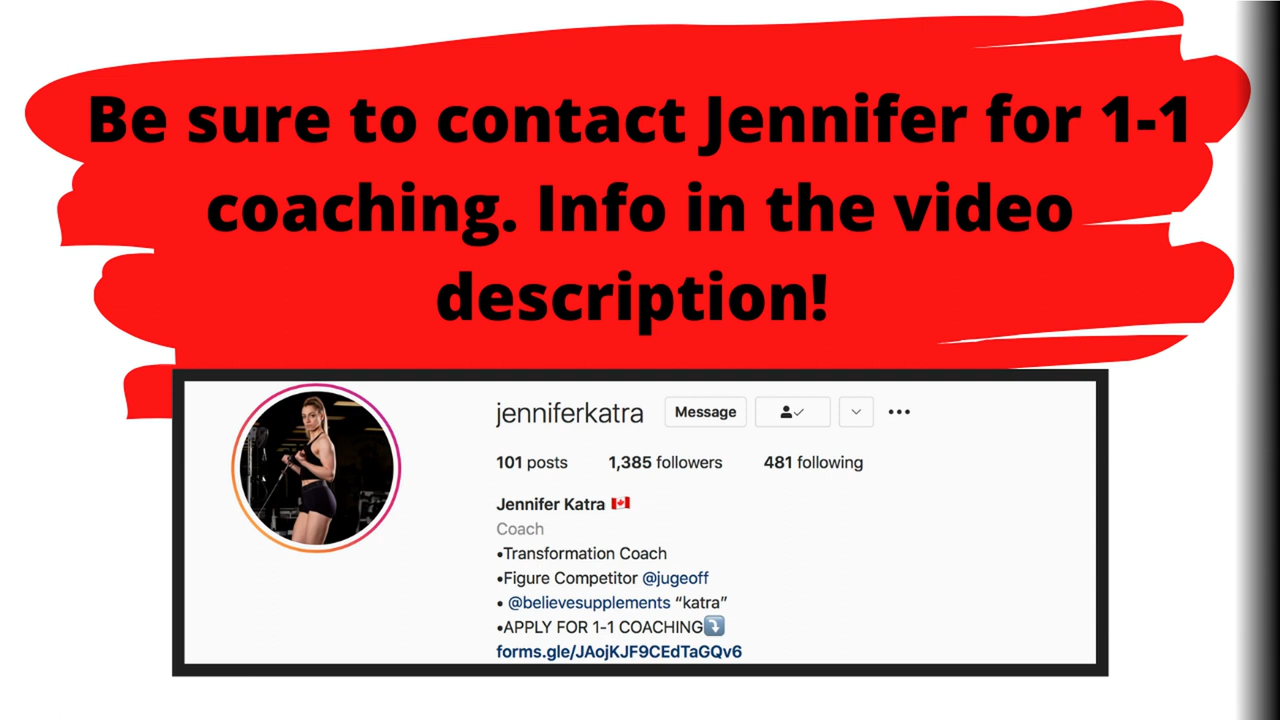 Be sure to contact Jennifer for 1-1
coaching. Info in the video
description!
jenniferkatra Message
101 posts 1,385 followers 481 following
Jennifer Katra 🇨🇦
Coach
•Transformation Coach
•Figure Competitor @jugeoff
• @believesupplements “katra”
•APPLY FOR 1-1 COACHING⤵️
forms.gle/JAojKJF9CEdTaGQv6